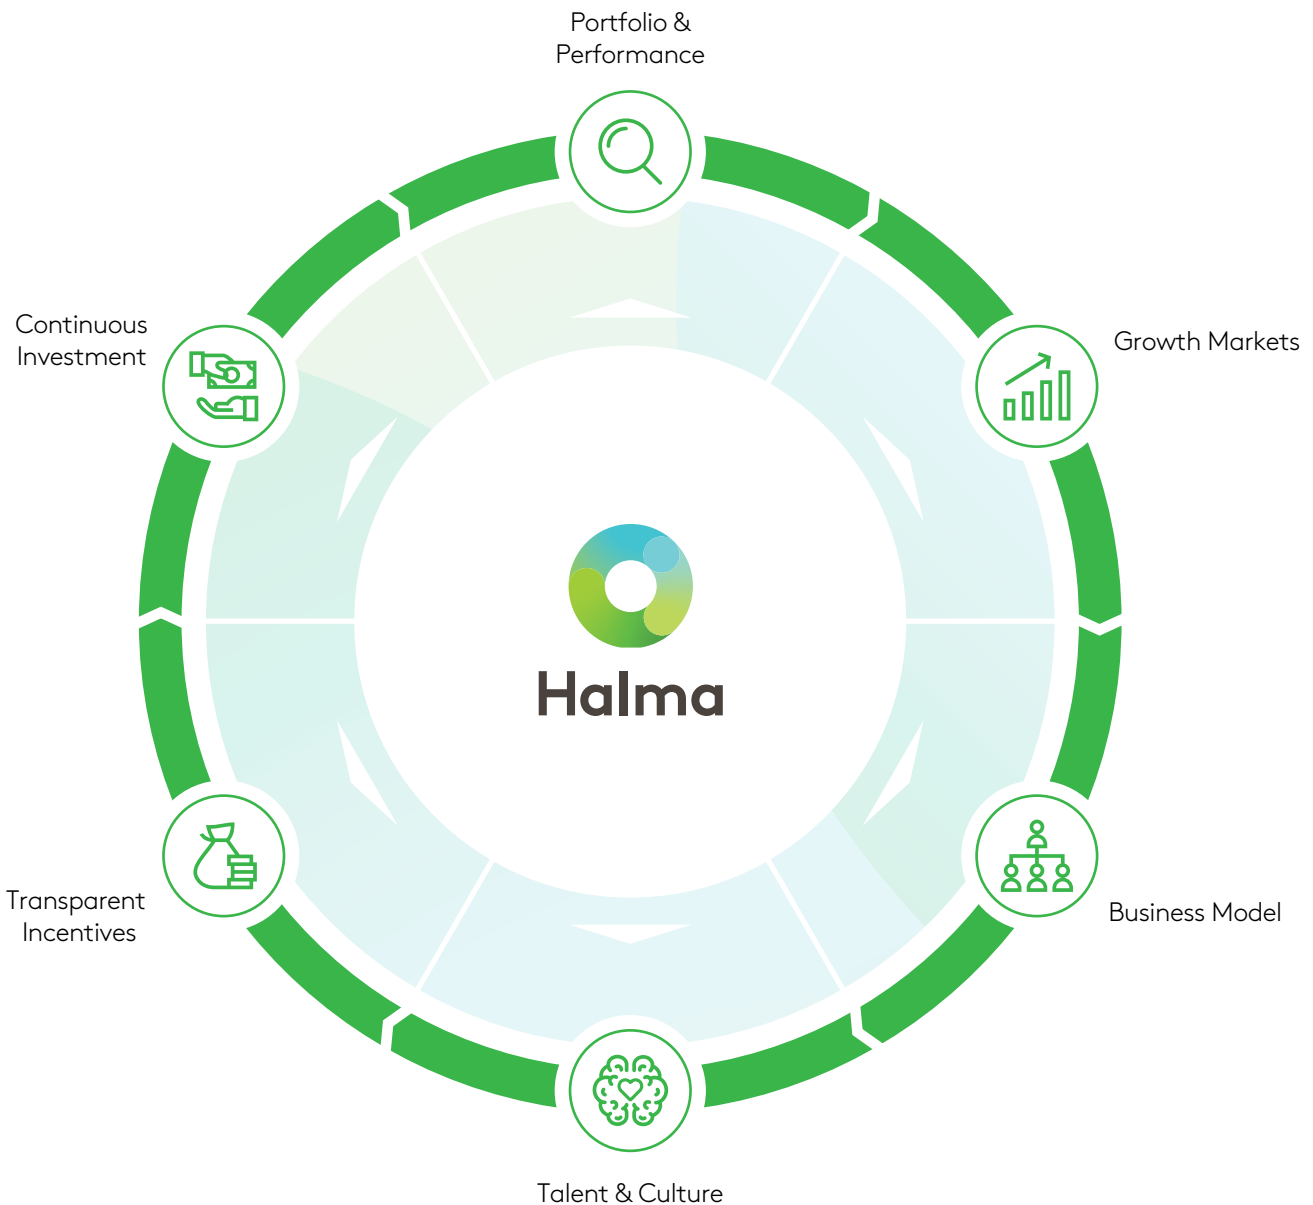 Portfolio &
Performance
Continuous
Investment
Growth Markets
Halma
Transparent
Incentives
Business Model
Talent & Culture